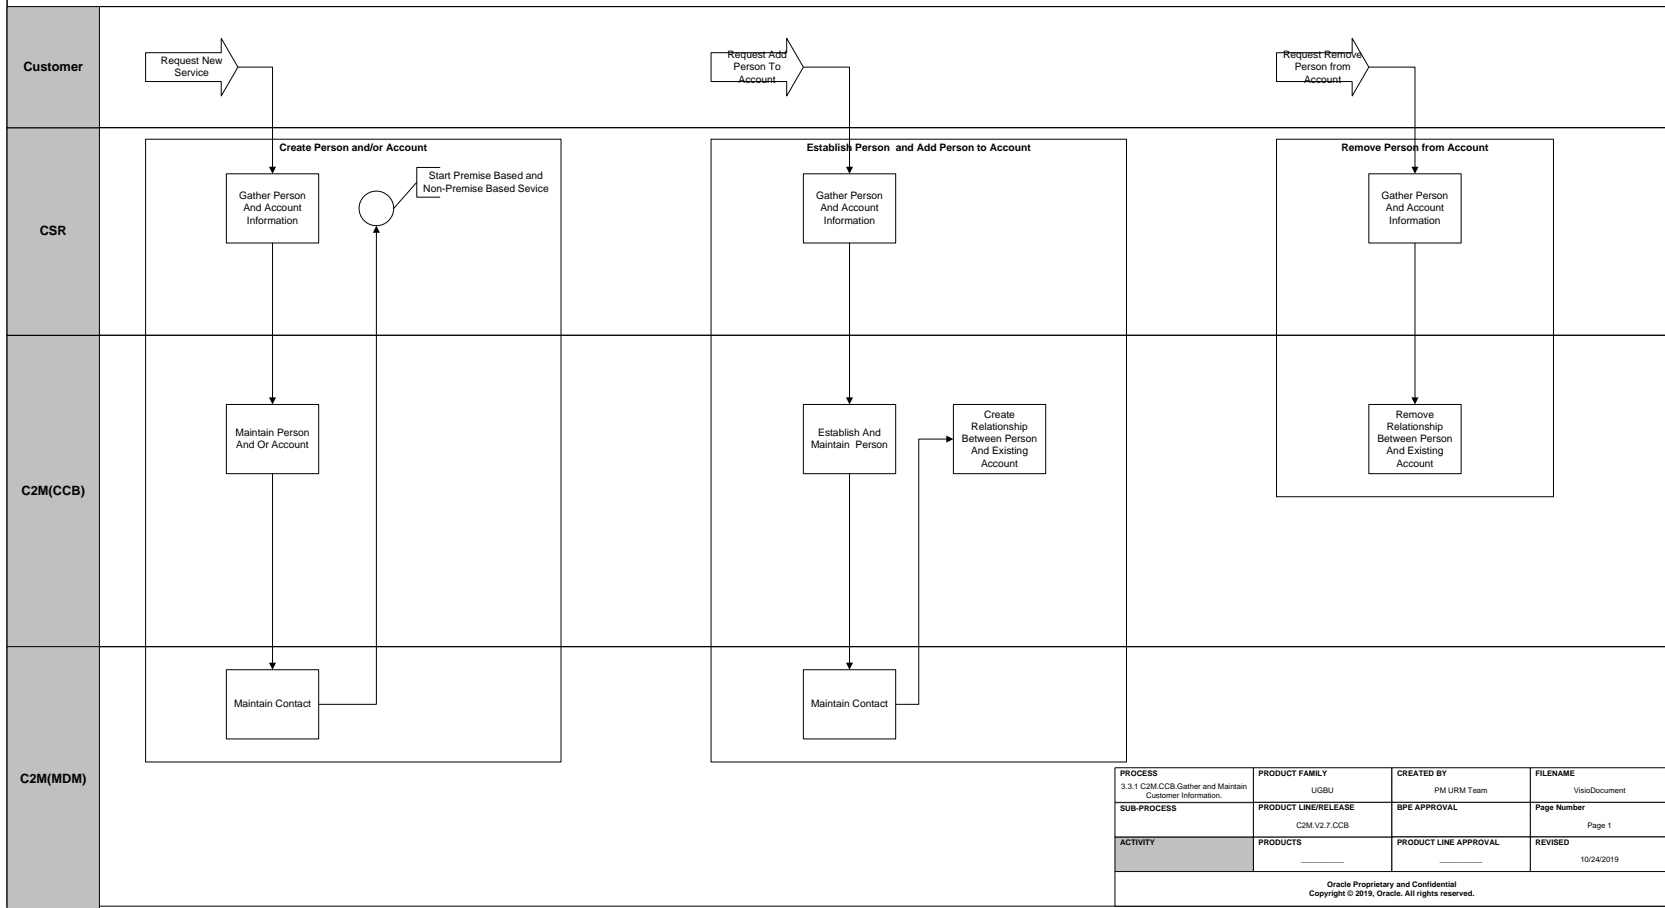 Customer
Request New
Service
Request Add
Person To
Account
Request Remove
Person from
Account
CSR
Create Person and/or Account
Gather Person
And Account
Information
Start Premise Based and
Non-Premise Based Sevice
Establish Person  and Add Person to Account
Gather Person
And Account
Information
Remove Person from Account
Gather Person
And Account
Information
C2M(CCB)
Maintain Person
And Or Account
Establish And
Maintain  Person
Create
Relationship
Between Person
And Existing
Account
Remove
Relationship
Between Person
And Existing
Account
C2M(MDM)
Maintain Contact
Maintain Contact
PROCESS
3.3.1 C2M.CCB.Gather and Maintain
Customer Information.
PRODUCT FAMILY
UGBU
CREATED BY
PM URM Team
FILENAME
VisioDocument
SUB-PROCESS
PRODUCT LINE/RELEASE
C2M.V2.7.CCB
BPE APPROVAL
Page Number
Page 1
ACTIVITY
PRODUCTS
PRODUCT LINE APPROVAL
REVISED
10/24/2019
Oracle Proprietary and Confidential
Copyright © 2019, Oracle. All rights reserved.